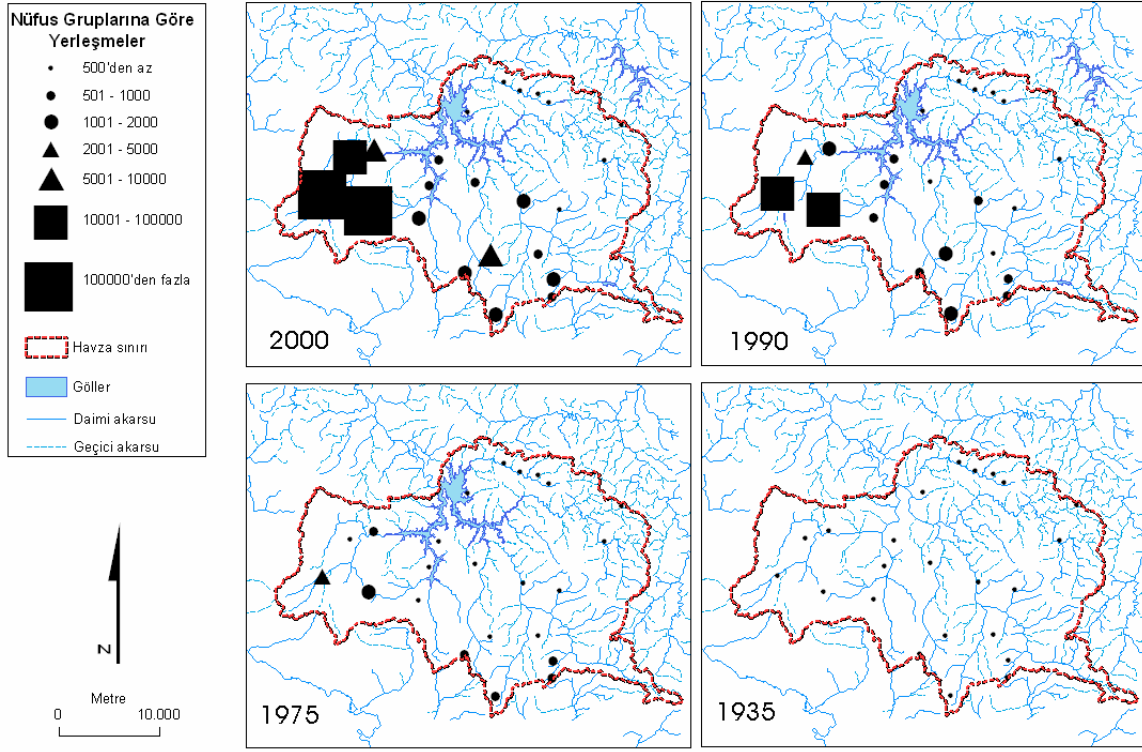 Nüfus Gruplarına Göre
Yerleşmeler
500'den az
501 - 1000
1001 - 2000
2001 - 5000
5001 - 10000
10001 - 100000
100000'den fazla
Havza sınırı
Göller
Daimi akarsu
Geçici akarsu
N
Metre
0 10.000
2000
1990
1975
1935